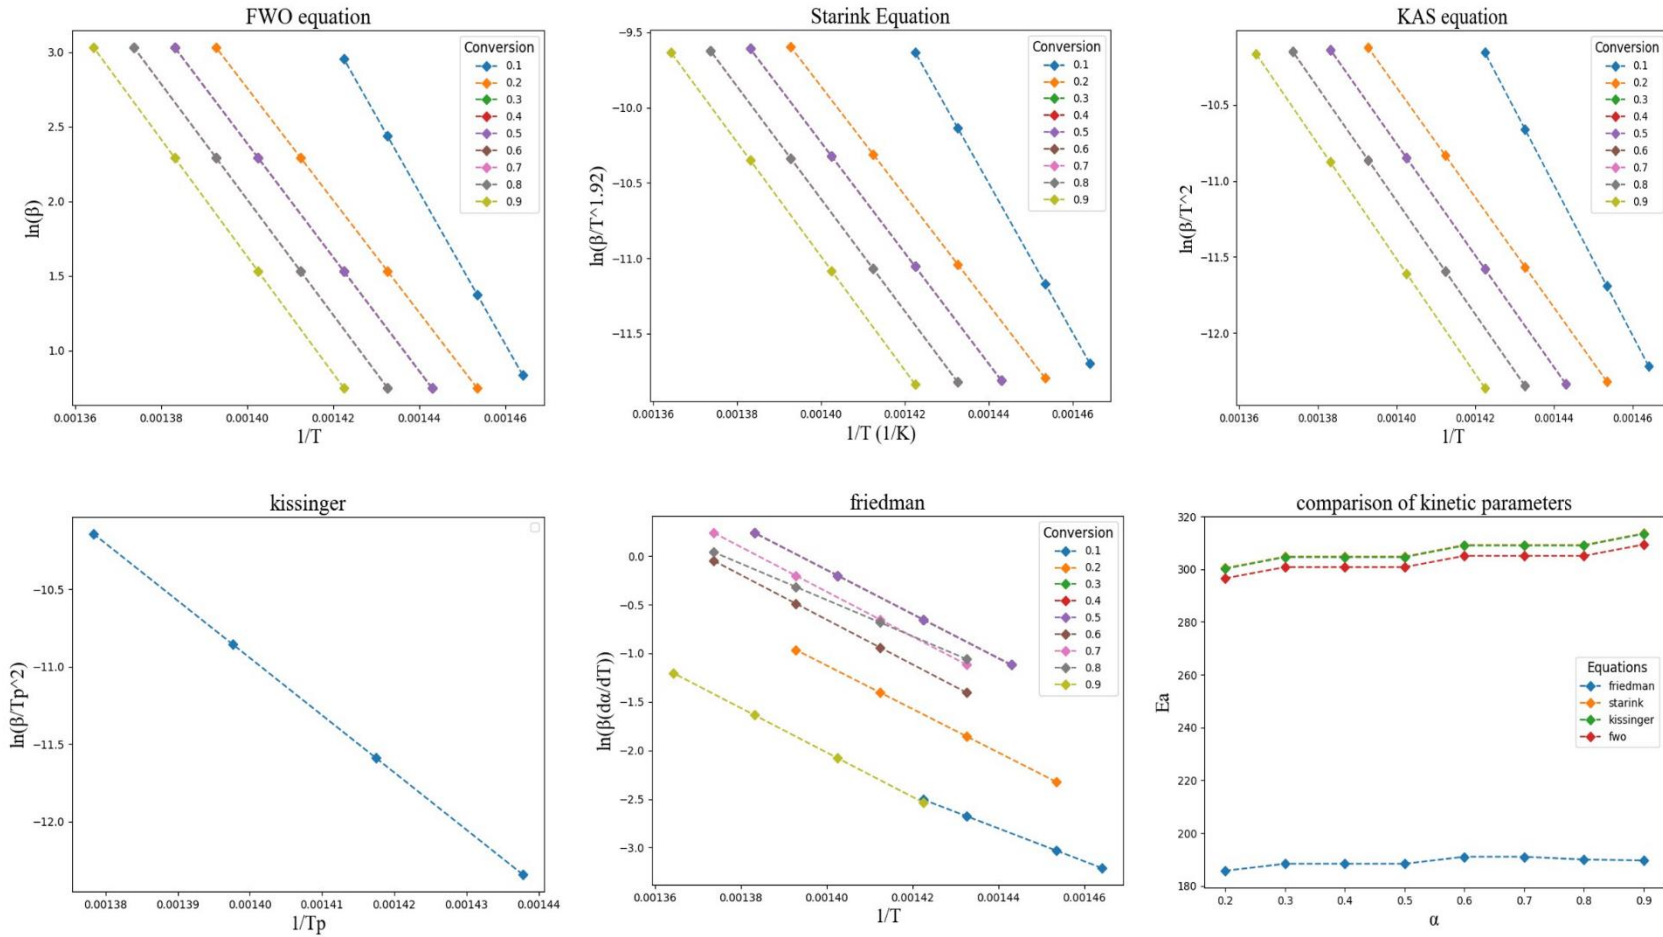 FWO equation
ln(β)
3.0
2.5
2.0
1.5
1.0
0.00136 0.00138 0.00140 0.00142 0.00144 0.00146
1/T
Conversion
0.1
0.2
0.3
0.4
0.5
0.6
0.7
0.8
0.9
Starink Equation
ln(β/T^1.92)
−9.5
−10.0
−10.5
−11.0
−11.5
0.00136 0.00138 0.00140 0.00142 0.00144 0.00146
1/T (1/K)
Conversion
0.1
0.2
0.3
0.4
0.5
0.6
0.7
0.8
0.9
KAS equation
ln(β/T^2
−10.5
−11.0
−11.5
−12.0
0.00136 0.00138 0.00140 0.00142 0.00144 0.00146
1/T
Conversion
0.1
0.2
0.3
0.4
0.5
0.6
0.7
0.8
0.9
kissinger
ln(β/Tp^2)
−10.5
−11.0
−11.5
−12.0
0.00138 0.00139 0.00140 0.00141 0.00142 0.00143 0.00144
1/Tp
friedman
ln(β(dα/dT))
0.0
−0.5
−1.0
−1.5
−2.0
−2.5
−3.0
0.00136 0.00138 0.00140 0.00142 0.00144 0.00146
1/T
Conversion
0.1
0.2
0.3
0.4
0.5
0.6
0.7
0.8
0.9
comparison of kinetic parameters
Ea
320
300
280
260
240
220
200
180
0.2 0.3 0.4 0.5 0.6 0.7 0.8 0.9
α
Equations
friedman
starink
kissinger
fwo